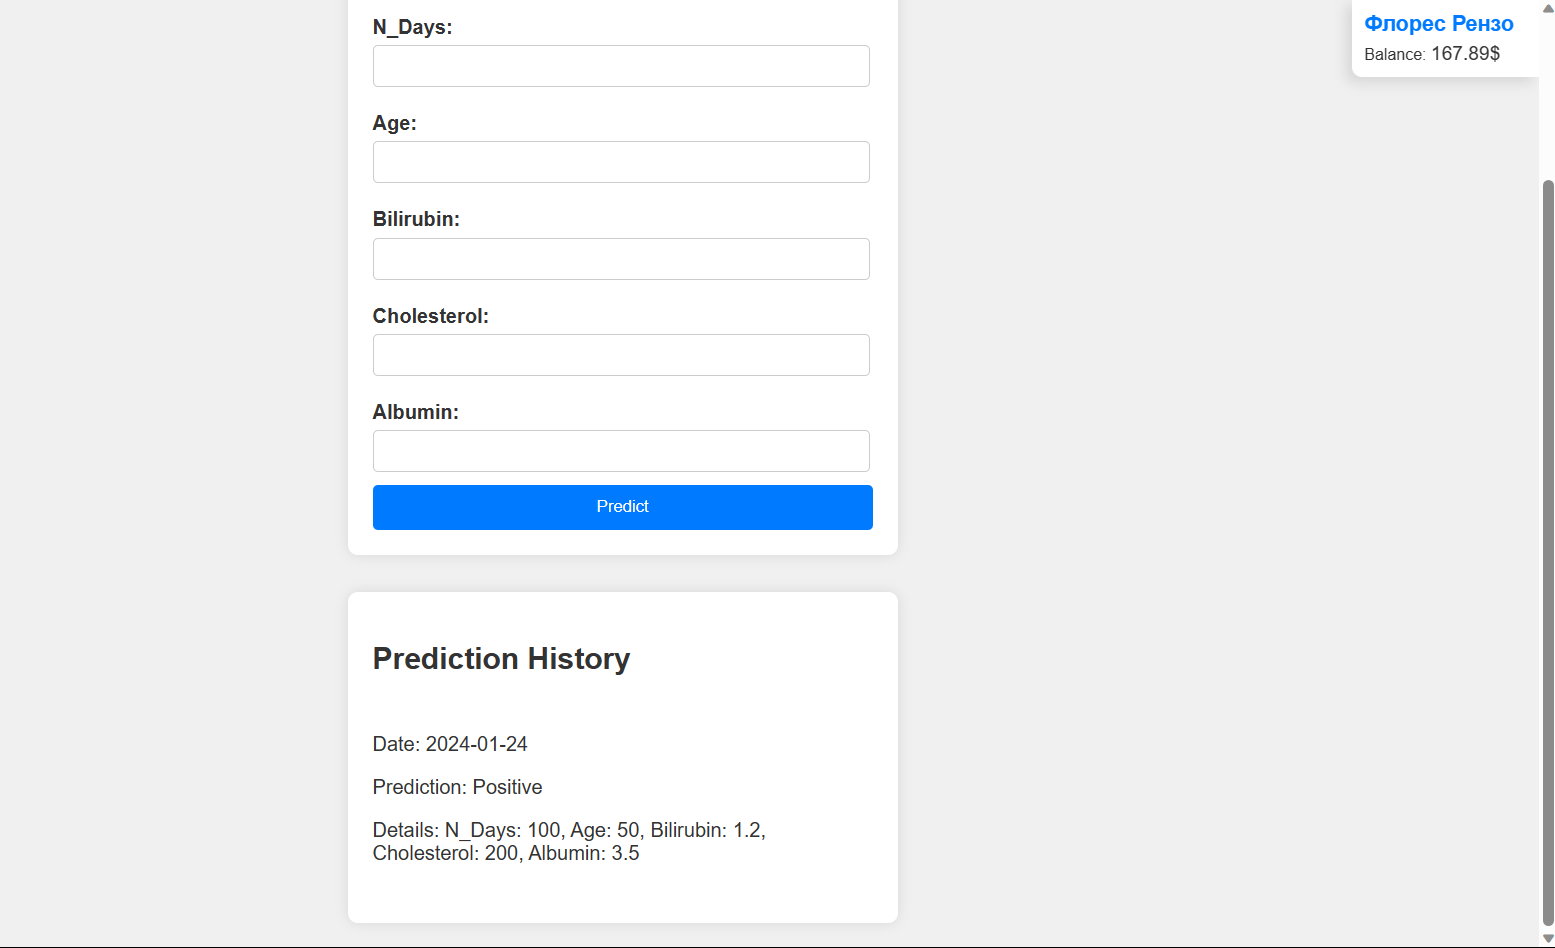 Флорес Рензо
Balance: 167.89$
N_Days:
Age:
Bilirubin:
Cholesterol:
Albumin:
Predict
Prediction History
Date: 2024-01-24
Prediction: Positive
Details: N_Days: 100, Age: 50, Bilirubin: 1.2,
Cholesterol: 200, Albumin: 3.5